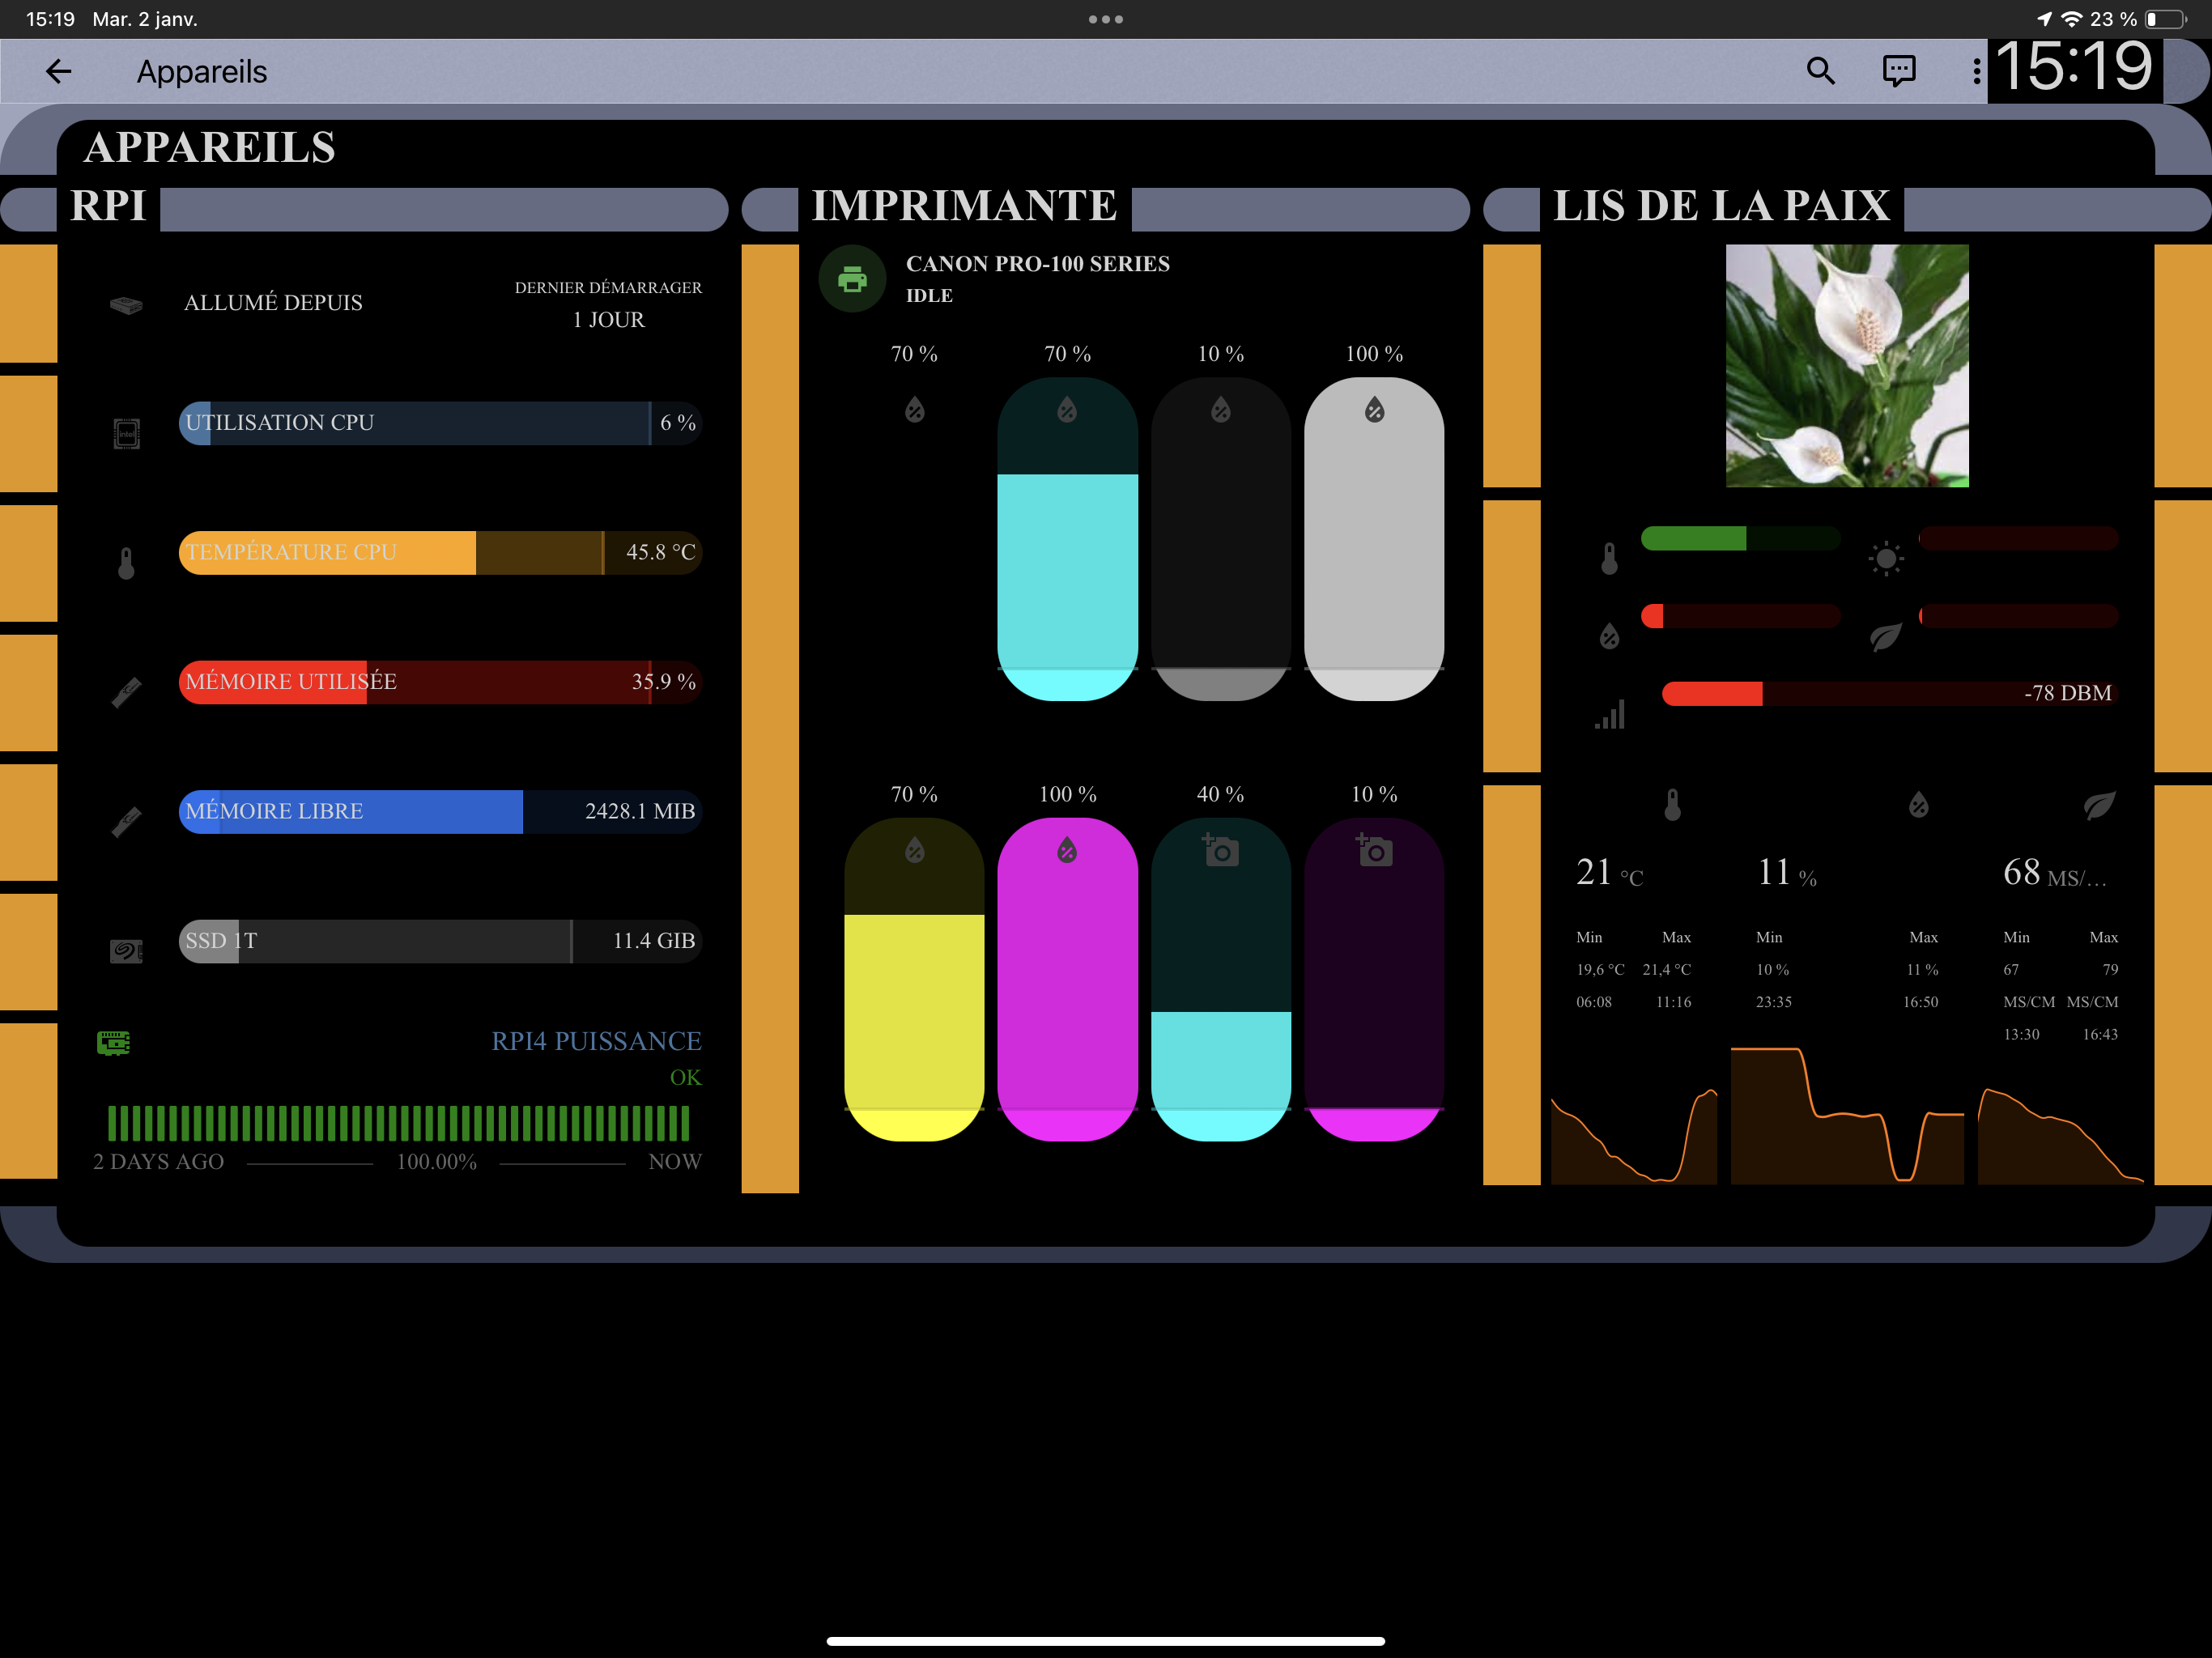 15:19 Mar. 2 janv.
23 %
Appareils
15:19
APPAREILS
RPI
ALLUMÉ DEPUIS
DERNIER DÉMARRAGER
1 JOUR
intel
UTILISATION CPU 6 %
TEMPÉRATURE CPU 45.8 °C
MÉMOIRE UTILISÉE 35.9 %
MÉMOIRE LIBRE 2428.1 MIB
SSD 1T 11.4 GIB
RPI4 PUISSANCE
OK
2 DAYS AGO 100.00% NOW
IMPRIMANTE
CANON PRO-100 SERIES
IDLE
70 % 70 % 10 % 100 %
70 % 100 % 40 % 10 %
LIS DE LA PAIX
-78 DBM
21 °C 11 % 68 MS/…
Min Max Min Max Min Max
19,6 °C 21,4 °C 10 % 11 % 67 79
06:08 11:16 23:35 16:50 MS/CM MS/CM
13:30 16:43